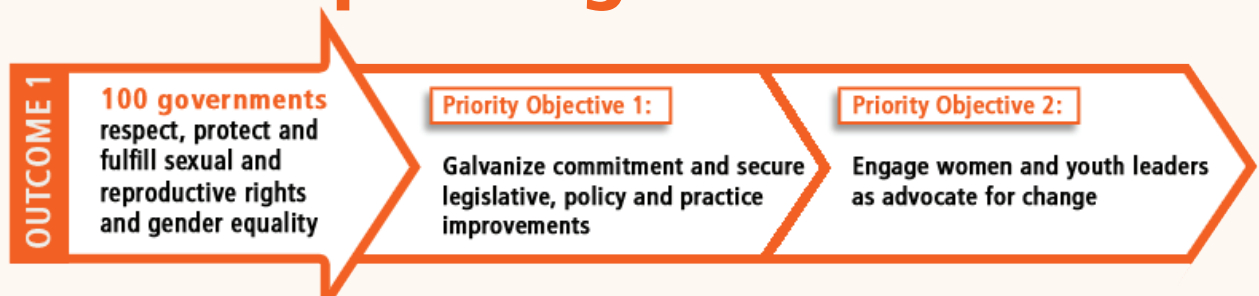 OUTCOME 1
100 governments
respect, protect and
fulfill sexual and
reproductive rights
and gender equality
Priority Objective 1:
Galvanize commitment and secure
legislative, policy and practice
improvements
Priority Objective 2:
Engage women and youth leaders
as advocate for change